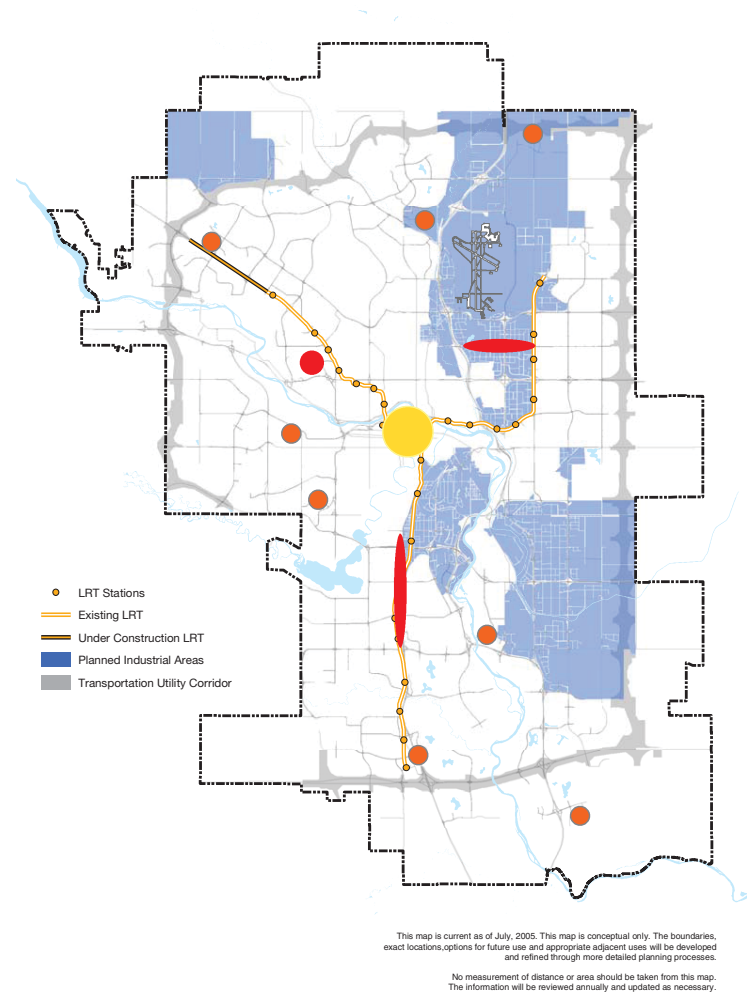 LRT Stations
Existing LRT
Under Construction LRT
Planned Industrial Areas
Transportation Utility Corridor
This map is current as of July, 2005. This map is conceptual only. The boundaries,
exact locations,options for future use and appropriate adjacent uses will be developed
and refined through more detailed planning processes.
No measurement of distance or area should be taken from this map.
The information will be reviewed annually and updated as necessary.